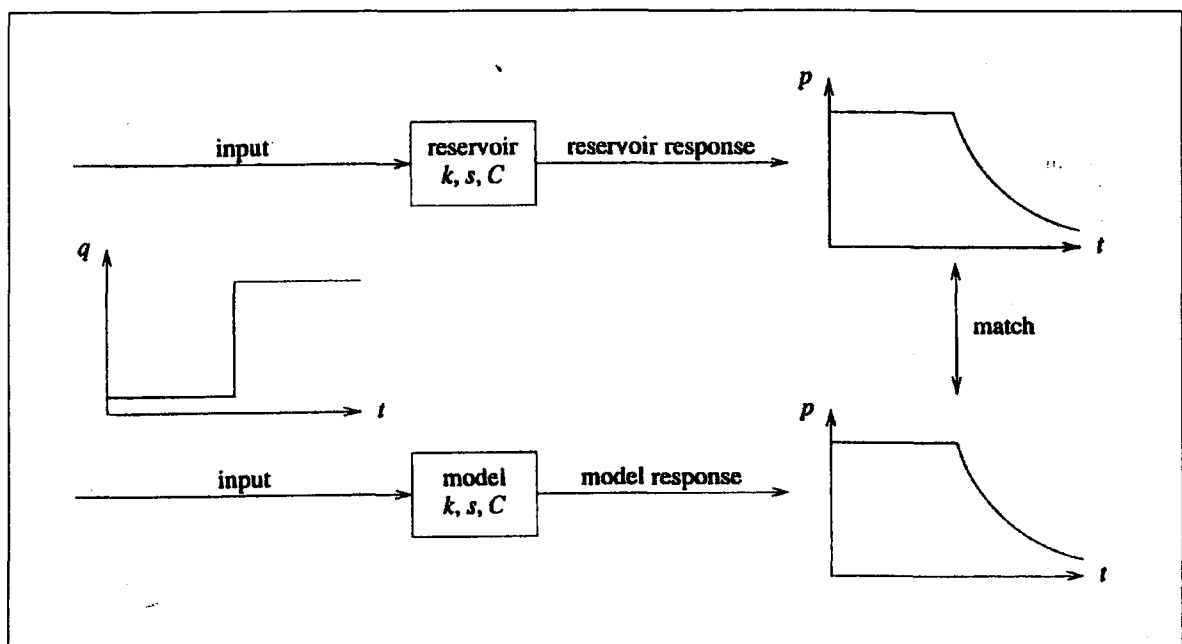 p
input
reservoir
k, s, C
reservoir response
t
q
t
match
p
input
model
k, s, C
model response
t